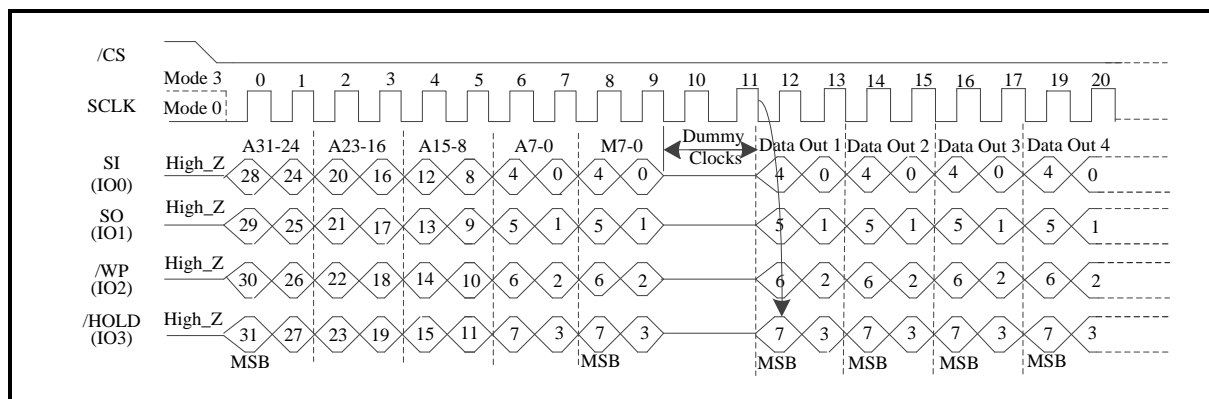 /CS
Mode 3 0 1 2 3 4 5 6 7 8 9 10 11 12 13 14 15 16 17 19 20
SCLK Mode 0
A31-24 A23-16 A15-8 A7-0 M7-0 Dummy Clocks Data Out 1 Data Out 2 Data Out 3 Data Out 4
SI (IO0) High_Z 28 24 20 16 12 8 4 0 4 0 4 0 4 0 4 0 4 0
SO (IO1) High_Z 29 25 21 17 13 9 5 1 5 1 5 1 5 1 5 1 5 1
/WP (IO2) High_Z 30 26 22 18 14 10 6 2 6 2 6 2 6 2 6 2 6 2
/HOLD (IO3) High_Z 31 27 23 19 15 11 7 3 7 3 7 3 7 3 7 3 7 3
MSB MSB MSB MSB MSB MSB